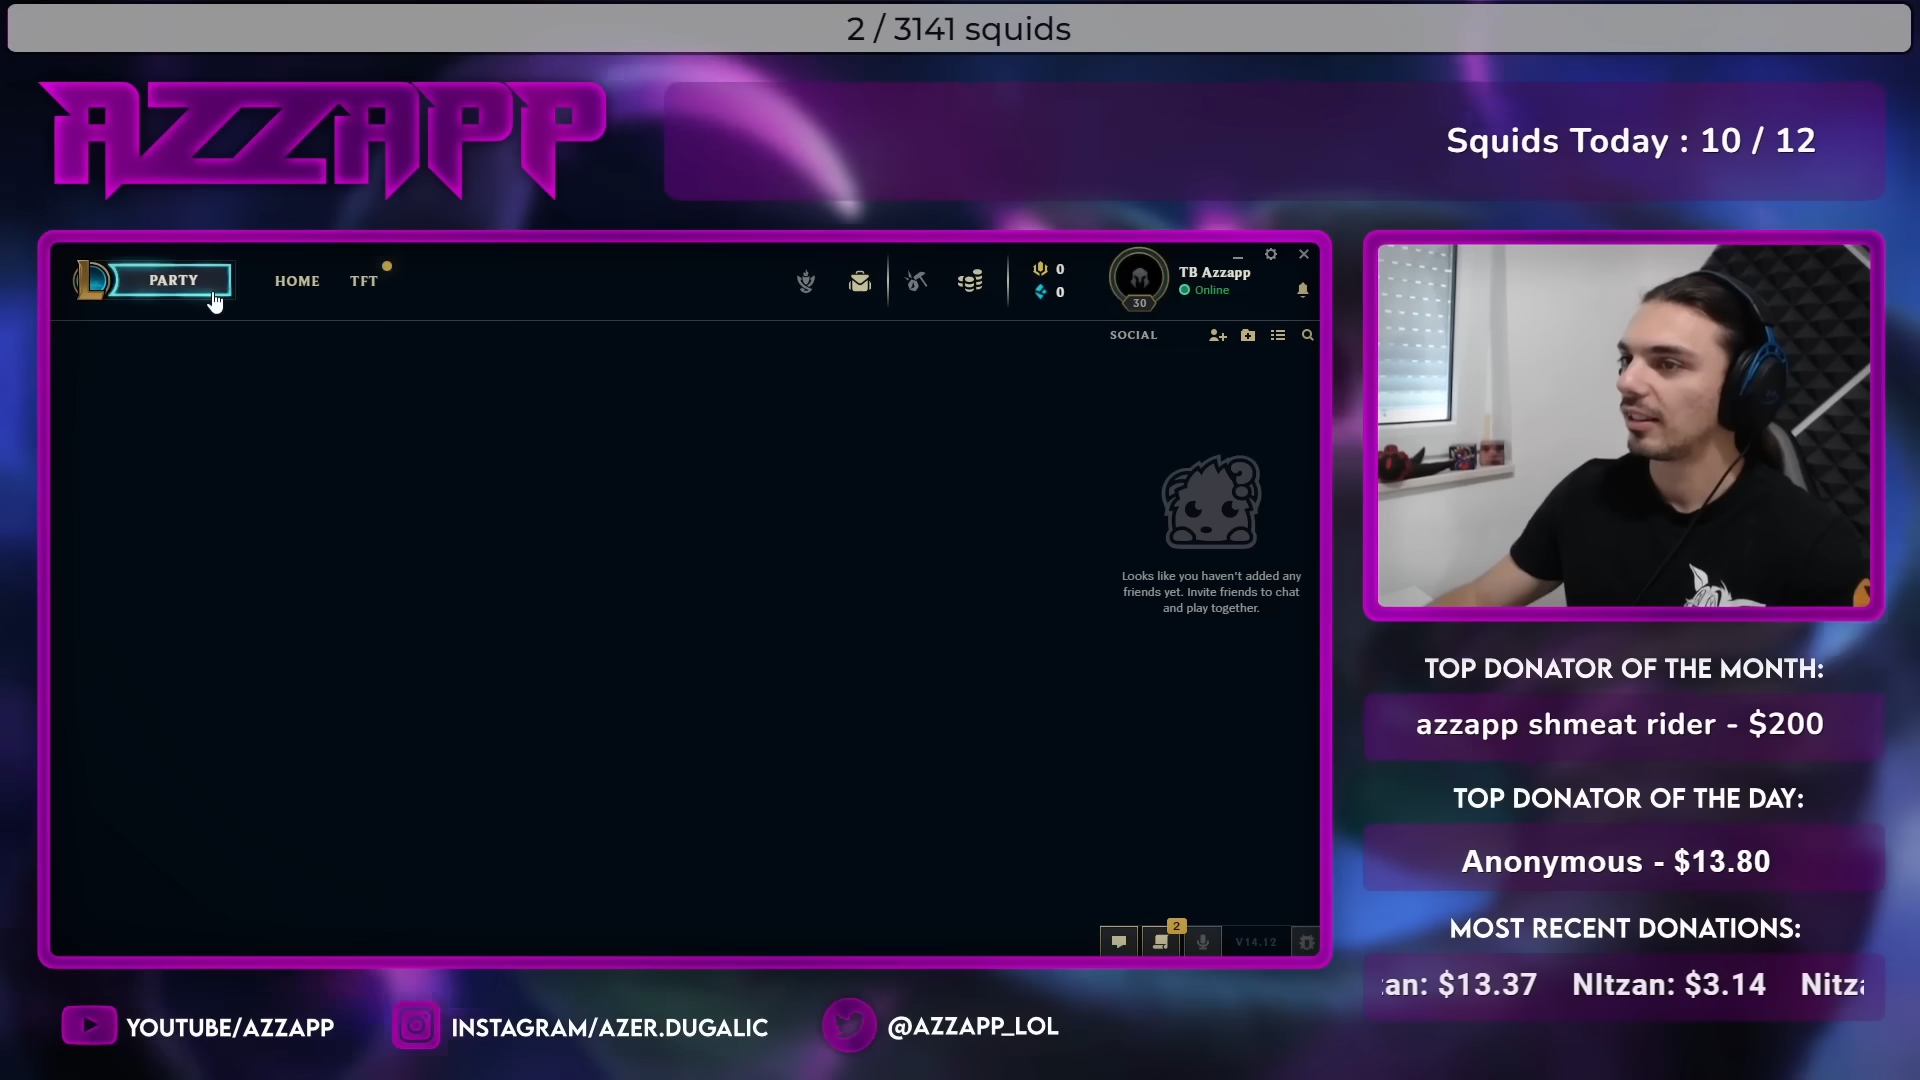 2 / 3141 squids
AZZAPP
Squids Today : 10 / 12
PARTY
HOME
TFT
0
0
30
TB Azzapp
Online
SOCIAL
Looks like you haven't added any
friends yet. Invite friends to chat
and play together.
2
V14.12
TOP DONATOR OF THE MONTH:
azzapp shmeat rider - $200
TOP DONATOR OF THE DAY:
Anonymous - $13.80
MOST RECENT DONATIONS:
zan: $13.37 NItzan: $3.14 Nitza
YOUTUBE/AZZAPP
INSTAGRAM/AZER.DUGALIC
@AZZAPP_LOL